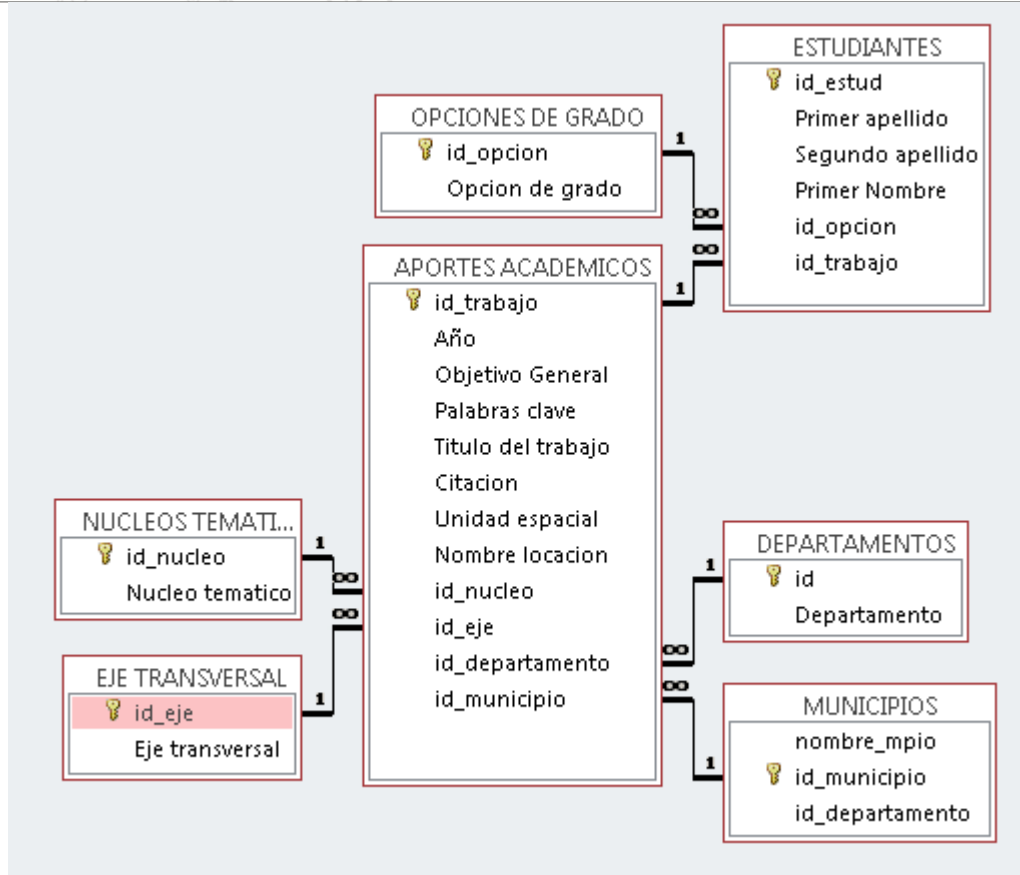 ESTUDIANTES
id_estud
Primer apellido
Segundo apellido
Primer Nombre
id_opcion
id_trabajo
OPCIONES DE GRADO
id_opcion
Opcion de grado
1
∞
∞
1
APORTES ACADEMICOS
id_trabajo
Año
Objetivo General
Palabras clave
Titulo del trabajo
Citacion
Unidad espacial
Nombre locacion
id_nucleo
id_eje
id_departamento
id_municipio
NUCLEOS TEMATI...
id_nucleo
Nucleo tematico
1
∞
∞
EJE TRANSVERSAL
id_eje
Eje transversal
1
DEPARTAMENTOS
id
Departamento
1
∞
∞
MUNICIPIOS
nombre_mpio
id_municipio
id_departamento
1